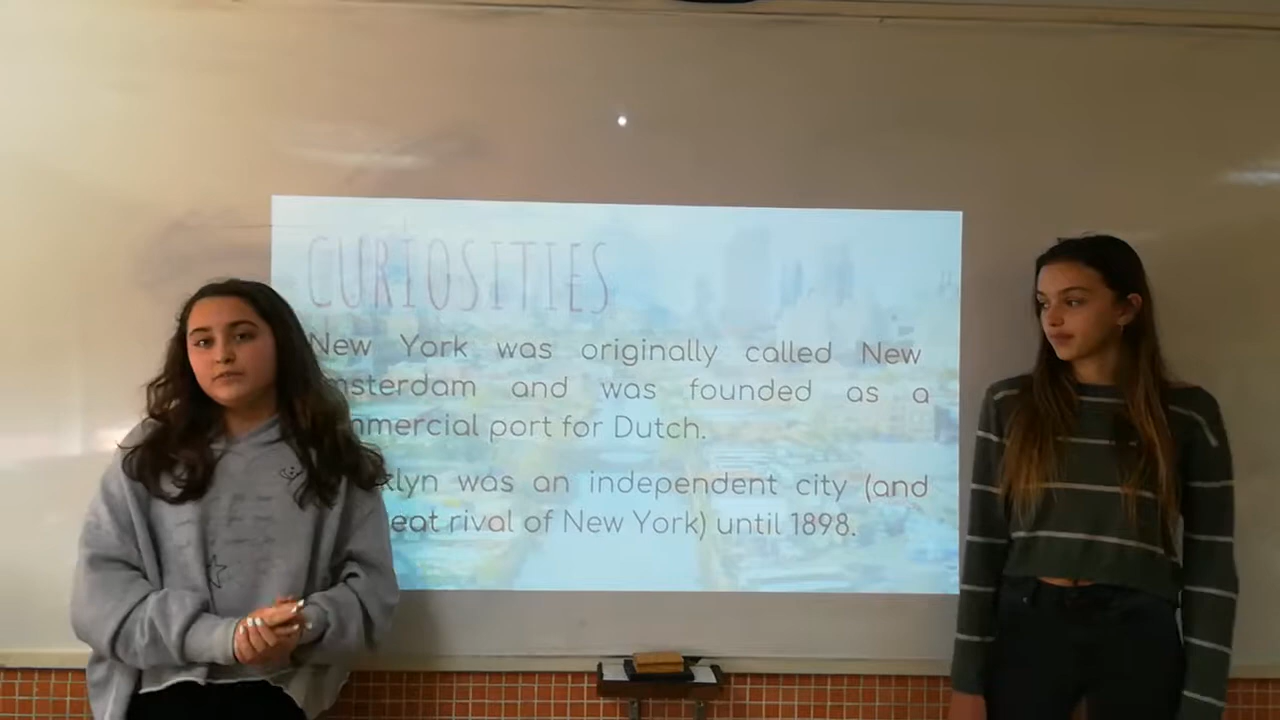 CURIOSITIES
New York was originally called New
msterdam and was founded as a
mmercial port for Dutch.
klyn was an independent city (and
eat rival of New York) until 1898.